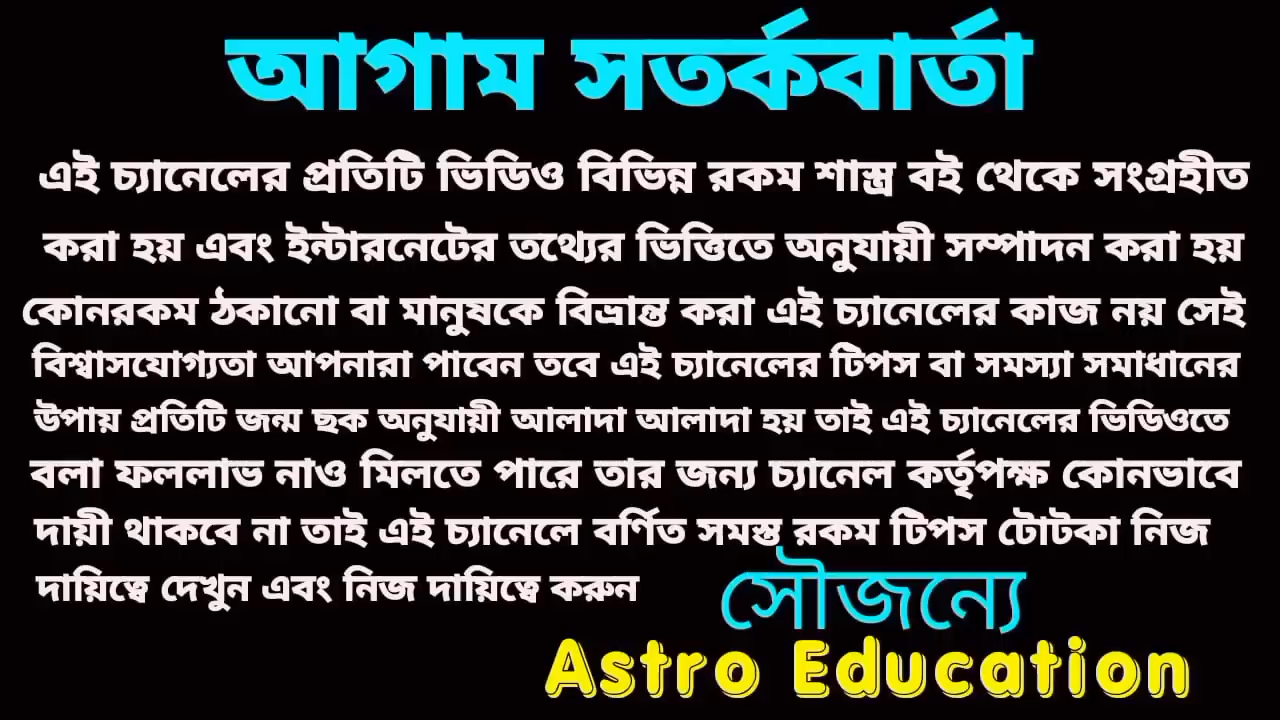 আগাম সতর্কবার্তা
এই চ্যানেলের প্রতিটি ভিডিও বিভিন্ন রকম শাস্ত্র বই থেকে সংগ্রহীত
করা হয় এবং ইন্টারনেটের তথ্যের ভিত্তিতে অনুযায়ী সম্পাদন করা হয়
কোনরকম ঠকানো বা মানুষকে বিভ্রান্ত করা এই চ্যানেলের কাজ নয় সেই
বিশ্বাসযোগ্যতা আপনারা পাবেন তবে এই চ্যানেলের টিপস বা সমস্যা সমাধানের
উপায় প্রতিটি জন্ম ছক অনুযায়ী আলাদা আলাদা হয় তাই এই চ্যানেলের ভিডিওতে
বলা ফললাভ নাও মিলতে পারে তার জন্য চ্যানেল কর্তৃপক্ষ কোনভাবে
দায়ী থাকবে না তাই এই চ্যানেলে বর্ণিত সমস্ত রকম টিপস টোটকা নিজ
দায়িত্বে দেখুন এবং নিজ দায়িত্বে করুন
সৌজন্যে
Astro Education